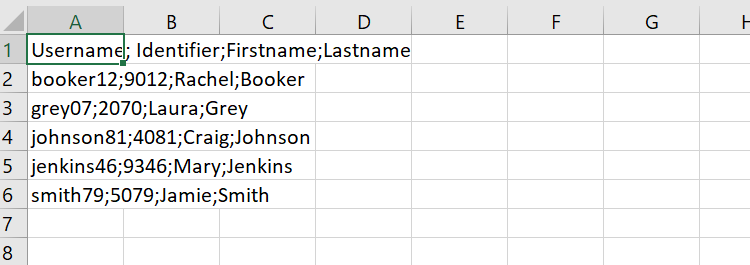 A B C D E F G H
1 Username; Identifier;Firstname;Lastname
2 booker12;9012;Rachel;Booker
3 grey07;2070;Laura;Grey
4 johnson81;4081;Craig;Johnson
5 jenkins46;9346;Mary;Jenkins
6 smith79;5079;Jamie;Smith
7
8